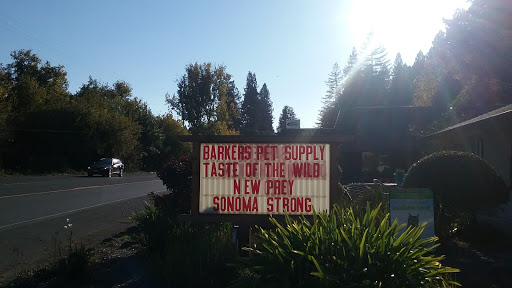 BARKERS PET SUPPLY
TASTE OF THE WILD
NEW PREY
SONOMA STRONG